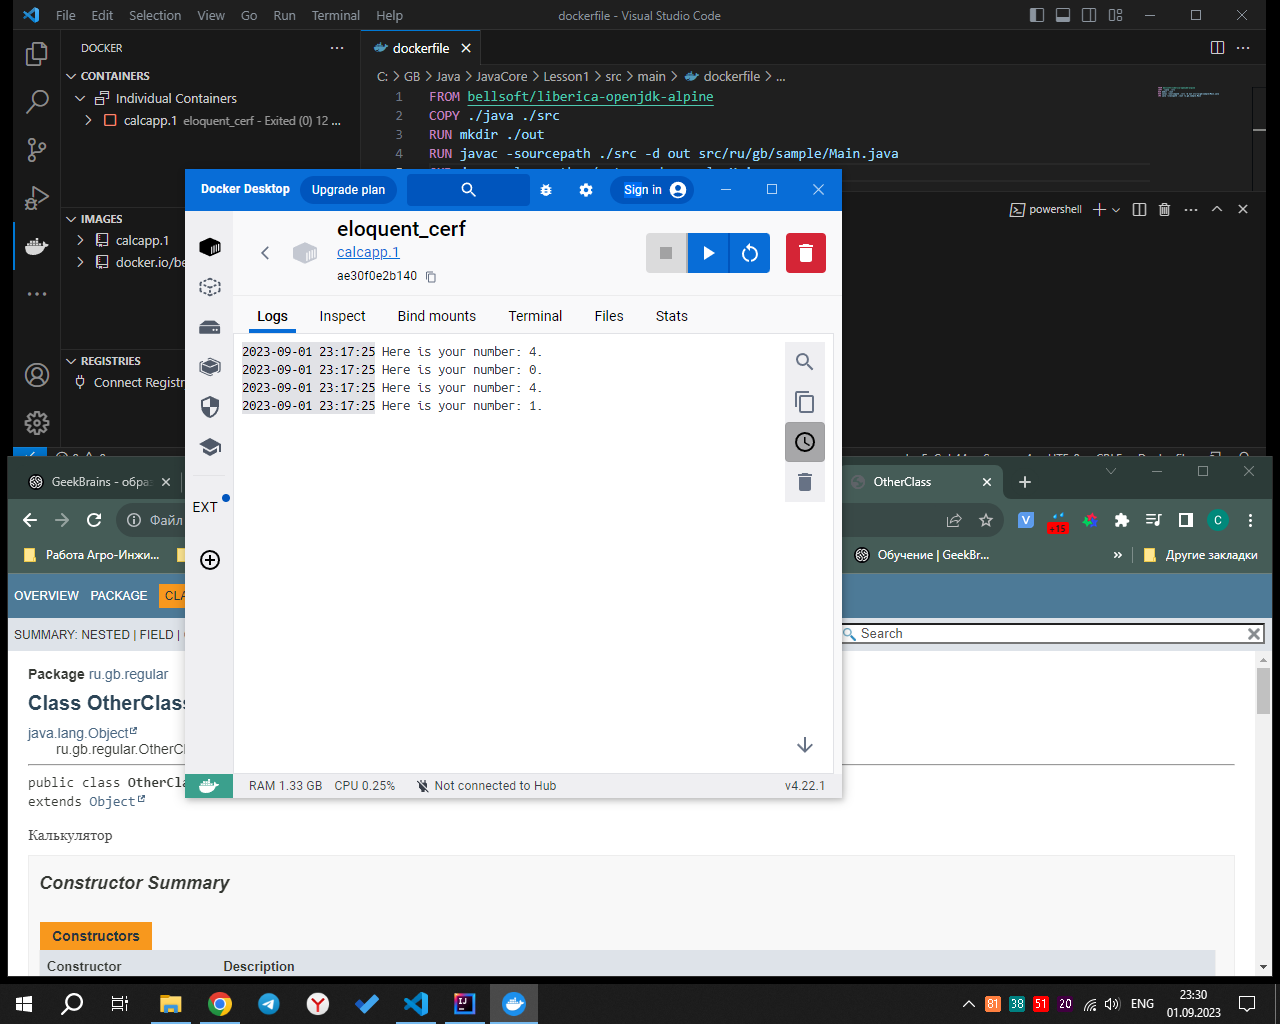 File Edit Selection View Go Run Terminal Help
dockerfile - Visual Studio Code
DOCKER
CONTAINERS
Individual Containers
calcapp.1 eloquent_cerf - Exited (0) 12 ...
IMAGES
calcapp.1
docker.io/be
REGISTRIES
Connect Registr
dockerfile
C: > GB > Java > JavaCore > Lesson1 > src > main > dockerfile > ...
1 FROM bellsoft/liberica-openjdk-alpine
2 COPY ./java ./src
3 RUN mkdir ./out
4 RUN javac -sourcepath ./src -d out src/ru/gb/sample/Main.java
powershell
Docker Desktop
Upgrade plan
Sign in
eloquent_cerf
calcapp.1
ae30f0e2b140
Logs Inspect Bind mounts Terminal Files Stats
2023-09-01 23:17:25 Here is your number: 4.
2023-09-01 23:17:25 Here is your number: 0.
2023-09-01 23:17:25 Here is your number: 4.
2023-09-01 23:17:25 Here is your number: 1.
EXT
RAM 1.33 GB CPU 0.25% Not connected to Hub
v4.22.1
GeekBrains - образ
OtherClass
Файл
+15
C
Работа Агро-Инжи...
Обучение | GeekBr...
»
Другие закладки
OVERVIEW PACKAGE CLA
SUMMARY: NESTED | FIELD |
Search
Package ru.gb.regular
Class OtherClass
java.lang.Object
ru.gb.regular.OtherCl
public class OtherCla
extends Object
Калькулятор
Constructor Summary
Constructors
Constructor Description
81 38 51 20
ENG
23:30
01.09.2023